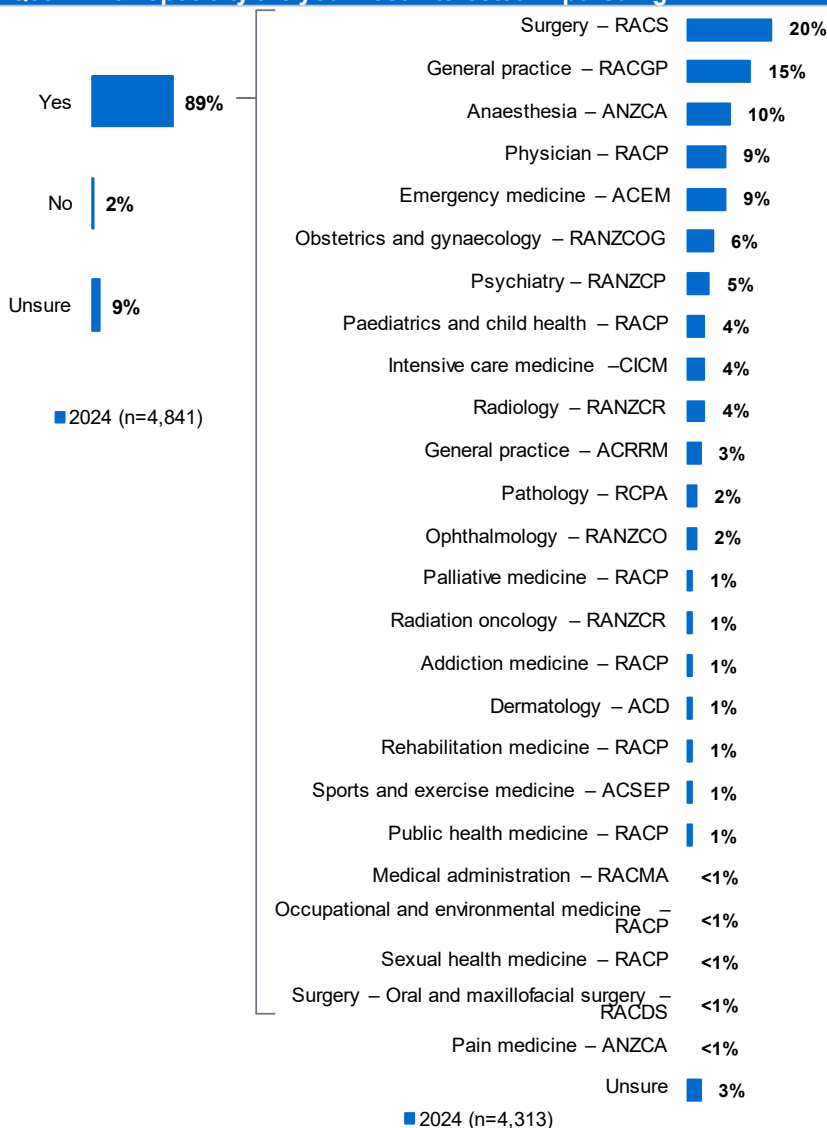 Yes 89%
No 2%
Unsure 9%
2024 (n=4,841)
Surgery – RACS 20%
General practice – RACGP 15%
Anaesthesia – ANZCA 10%
Physician – RACP 9%
Emergency medicine – ACEM 9%
Obstetrics and gynaecology – RANZCOG 6%
Psychiatry – RANZCP 5%
Paediatrics and child health – RACP 4%
Intensive care medicine –CICM 4%
Radiology – RANZCR 4%
General practice – ACRRM 3%
Pathology – RCPA 2%
Ophthalmology – RANZCO 2%
Palliative medicine – RACP 1%
Radiation oncology – RANZCR 1%
Addiction medicine – RACP 1%
Dermatology – ACD 1%
Rehabilitation medicine – RACP 1%
Sports and exercise medicine – ACSEP 1%
Public health medicine – RACP 1%
Medical administration – RACMA <1%
Occupational and environmental medicine –
RACP <1%
Sexual health medicine – RACP <1%
Surgery – Oral and maxillofacial surgery –
RACDS <1%
Pain medicine – ANZCA <1%
Unsure 3%
2024 (n=4,313)